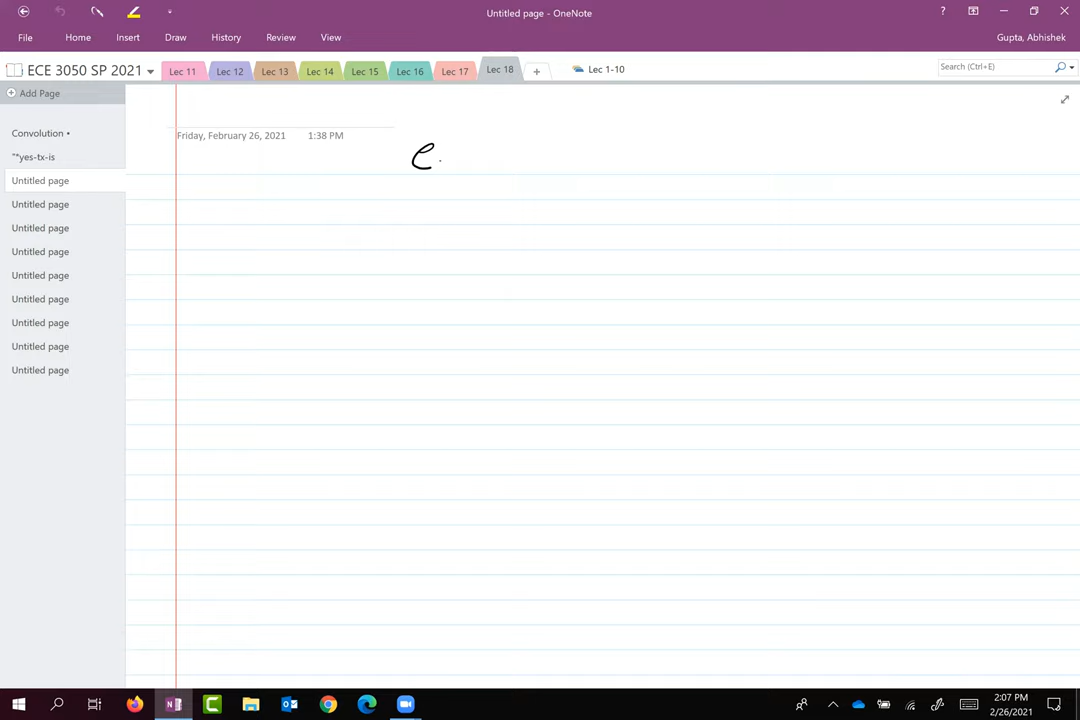 Untitled page - OneNote
File
Home
Insert
Draw
History
Review
View
Gupta, Abhishek
ECE 3050 SP 2021
Lec 11
Lec 12
Lec 13
Lec 14
Lec 15
Lec 16
Lec 17
Lec 18
Lec 1-10
Search (Ctrl+E)
Add Page
Convolution •
"*yes-tx-is
Untitled page
Untitled page
Untitled page
Untitled page
Untitled page
Untitled page
Untitled page
Untitled page
Untitled page
Friday, February 26, 2021 1:38 PM
e
2:07 PM
2/26/2021